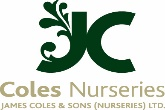 JC
Coles Nurseries
JAMES COLES & SONS (NURSERIES) LTD.